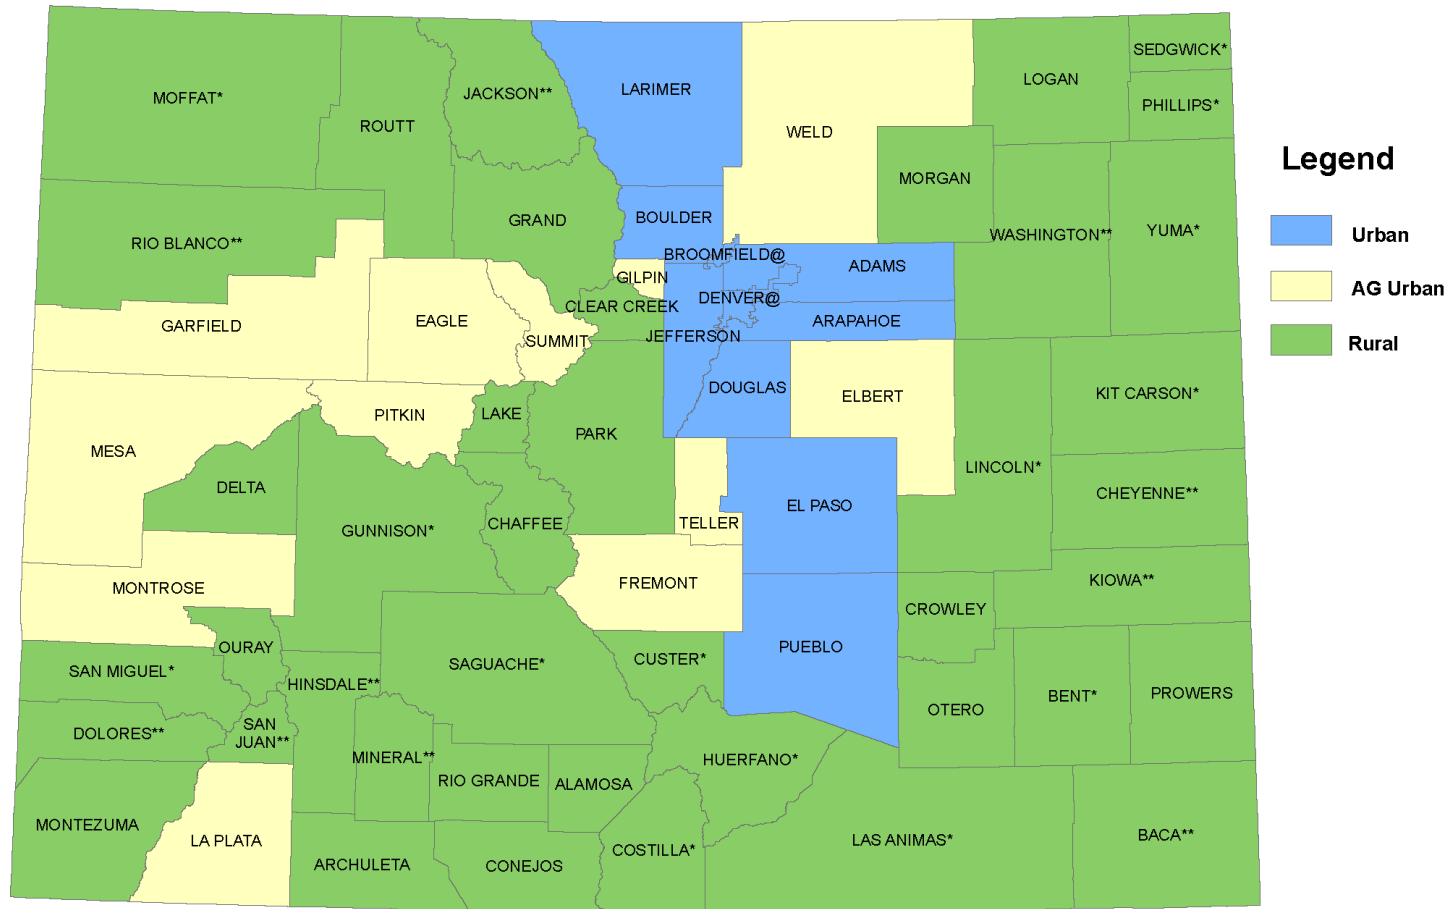 SEDGWICK*
LOGAN
LARIMER
JACKSON**
MOFFAT*
PHILLIPS*
ROUTT
WELD
Legend
MORGAN
BOULDER
GRAND
YUMA*
WASHINGTON**
Urban
RIO BLANCO**
BROOMFIELD@
ADAMS
GILPIN
AG Urban
DENVER@
CLEAR CREEK
EAGLE
ARAPAHOE
GARFIELD
JEFFERSON
SUMMIT
Rural
DOUGLAS
KIT CARSON*
ELBERT
LAKE
PITKIN
PARK
MESA
LINCOLN*
DELTA
CHEYENNE**
EL PASO
TELLER
CHAFFEE
GUNNISON*
KIOWA**
FREMONT
MONTROSE
CROWLEY
OURAY
PUEBLO
CUSTER*
SAGUACHE*
SAN MIGUEL*
HINSDALE**
PROWERS
BENT*
OTERO
SAN
JUAN**
DOLORES**
MINERAL**
HUERFANO*
RIO GRANDE
ALAMOSA
MONTEZUMA
BACA**
LA PLATA
LAS ANIMAS*
COSTILLA*
ARCHULETA
CONEJOS